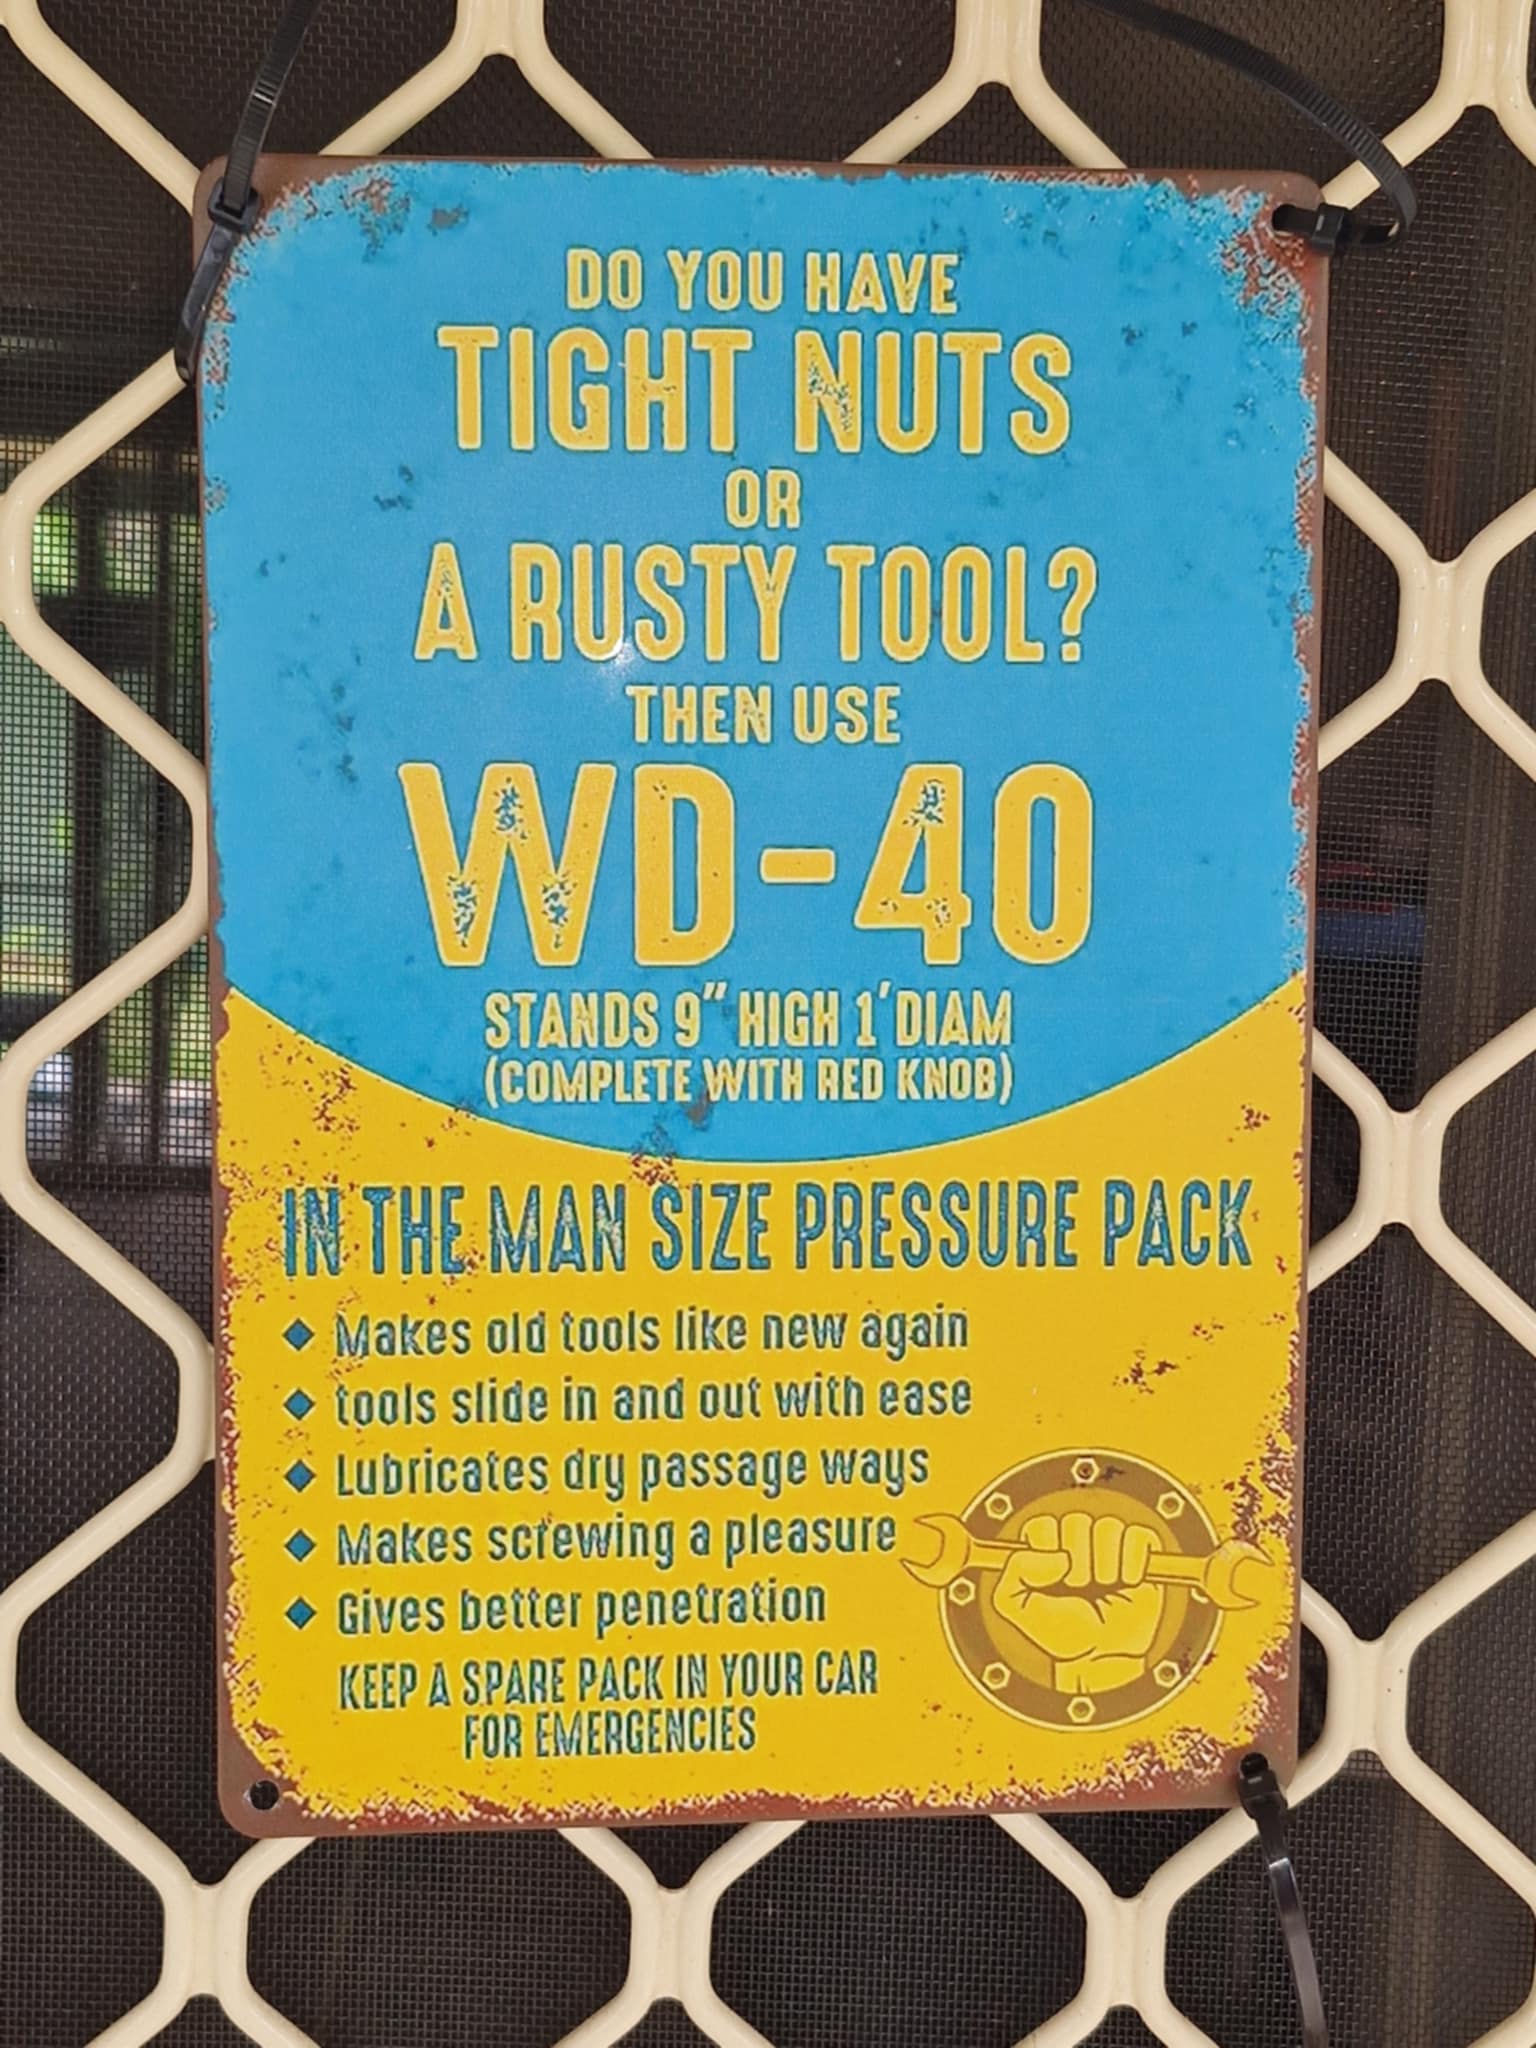 DO YOU HAVE
TIGHT NUTS
OR
A RUSTY TOOL?
THEN USE
WD-40
STANDS 9" HIGH 1' DIAM
(COMPLETE WITH RED KNOB)
IN THE MAN SIZE PRESSURE PACK
◆ Makes old tools like new again
◆ tools slide in and out with ease
◆ Lubricates dry passage ways
◆ Makes screwing a pleasure
◆ Gives better penetration
KEEP A SPARE PACK IN YOUR CAR
FOR EMERGENCIES